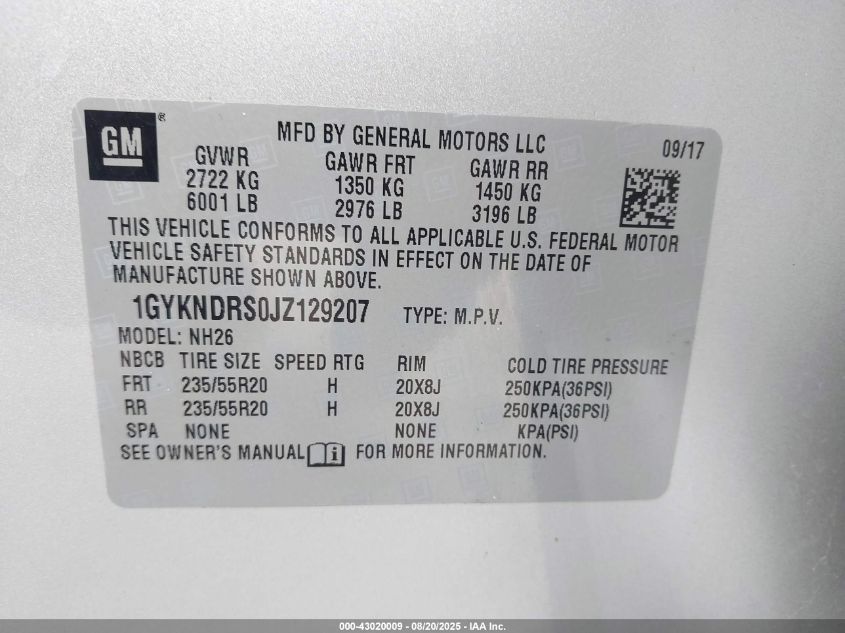 GM ®
MFD BY GENERAL MOTORS LLC 09/17
GVWR GAWR FRT GAWR RR
2722 KG 1350 KG 1450 KG
6001 LB 2976 LB 3196 LB
THIS VEHICLE CONFORMS TO ALL APPLICABLE U.S. FEDERAL MOTOR
VEHICLE SAFETY STANDARDS IN EFFECT ON THE DATE OF
MANUFACTURE SHOWN ABOVE.
1GYKNDRS0JZ129207 TYPE: M.P.V.
MODEL: NH26
NBCB TIRE SIZE SPEED RTG RIM COLD TIRE PRESSURE
FRT 235/55R20 H 20X8J 250KPA(36PSI)
RR 235/55R20 H 20X8J 250KPA(36PSI)
SPA NONE NONE KPA(PSI)
SEE OWNER'S MANUAL i FOR MORE INFORMATION.
000-43020009 - 08/20/2025 - IAA Inc.